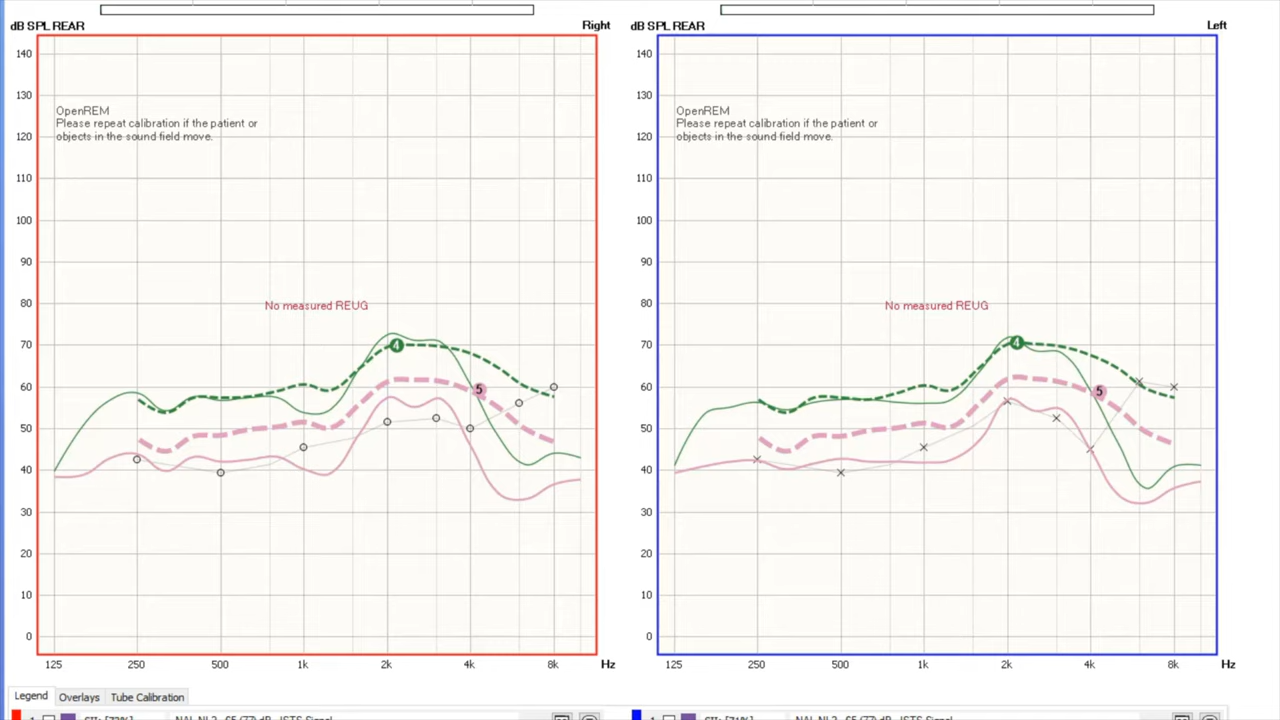 dB SPL REAR Right
140
130
120
110
100
90
80
70
60
50
40
30
20
10
0
OpenREM
Please repeat calibration if the patient or
objects in the sound field move.
No measured REUG
4
5
125 250 500 1k 2k 4k 8k Hz
dB SPL REAR Left
140
130
120
110
100
90
80
70
60
50
40
30
20
10
0
OpenREM
Please repeat calibration if the patient or
objects in the sound field move.
No measured REUG
4
5
125 250 500 1k 2k 4k 8k Hz
Legend Overlays Tube Calibration